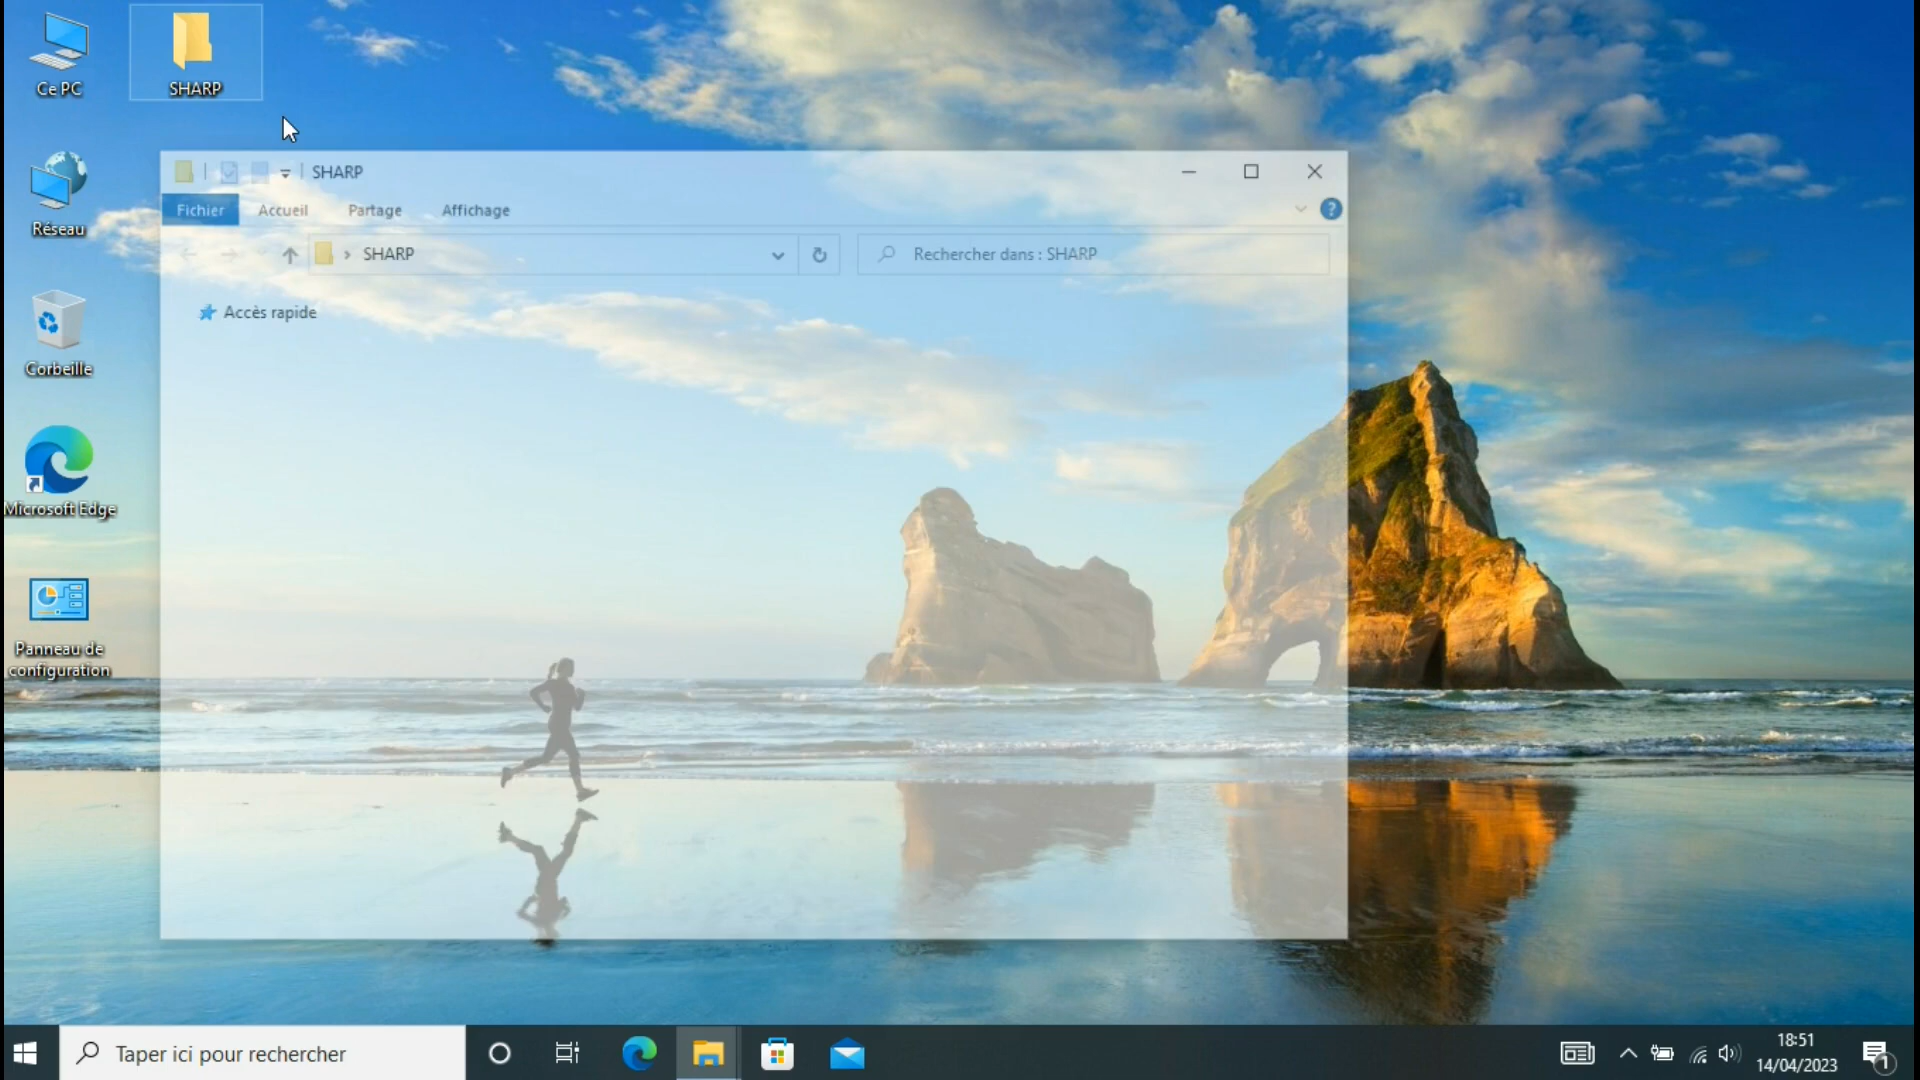 Ce PC
SHARP
Réseau
Corbeille
Microsoft Edge
Panneau de
configuration
SHARP
Fichier Accueil Partage Affichage
?
SHARP
Rechercher dans : SHARP
Accès rapide
Taper ici pour rechercher
18:51
14/04/2023
1